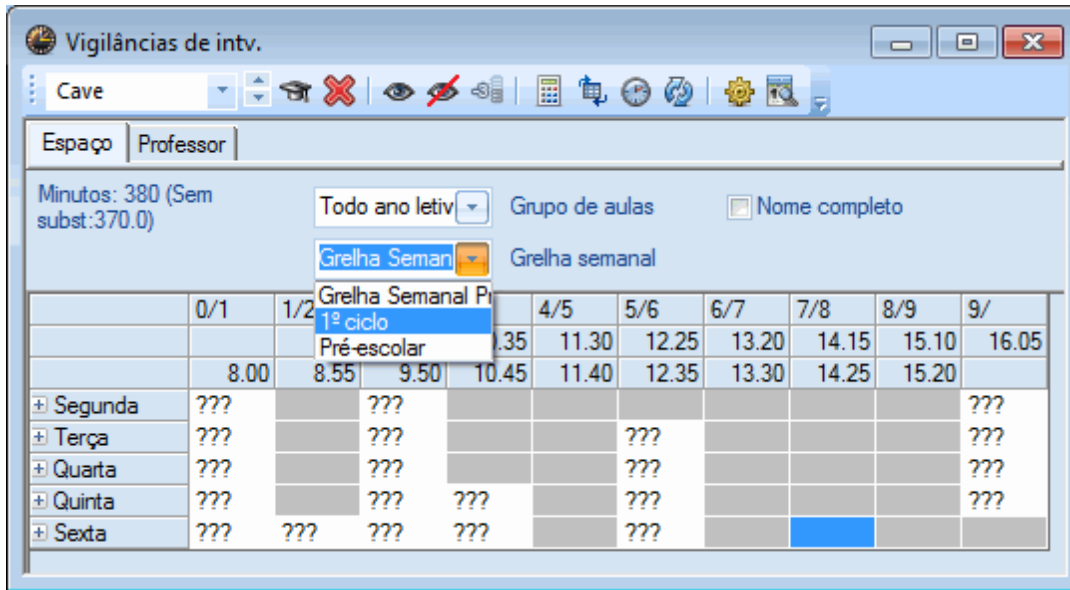 Vigilâncias de intv.
Cave
Espaço Professor
Minutos: 380 (Sem
subst:370.0)
Todo ano letiv Grupo de aulas Nome completo
Grelha Seman Grelha semanal
Grelha Semanal Pr
1º ciclo
Pré-escolar
0/1 1/2 4/5 5/6 6/7 7/8 8/9 9/
.35 11.30 12.25 13.20 14.15 15.10 16.05
8.00 8.55 9.50 10.45 11.40 12.35 13.30 14.25 15.20
Segunda ??? ??? ???
Terça ??? ??? ??? ???
Quarta ??? ??? ??? ???
Quinta ??? ??? ??? ??? ???
Sexta ??? ??? ??? ??? ???